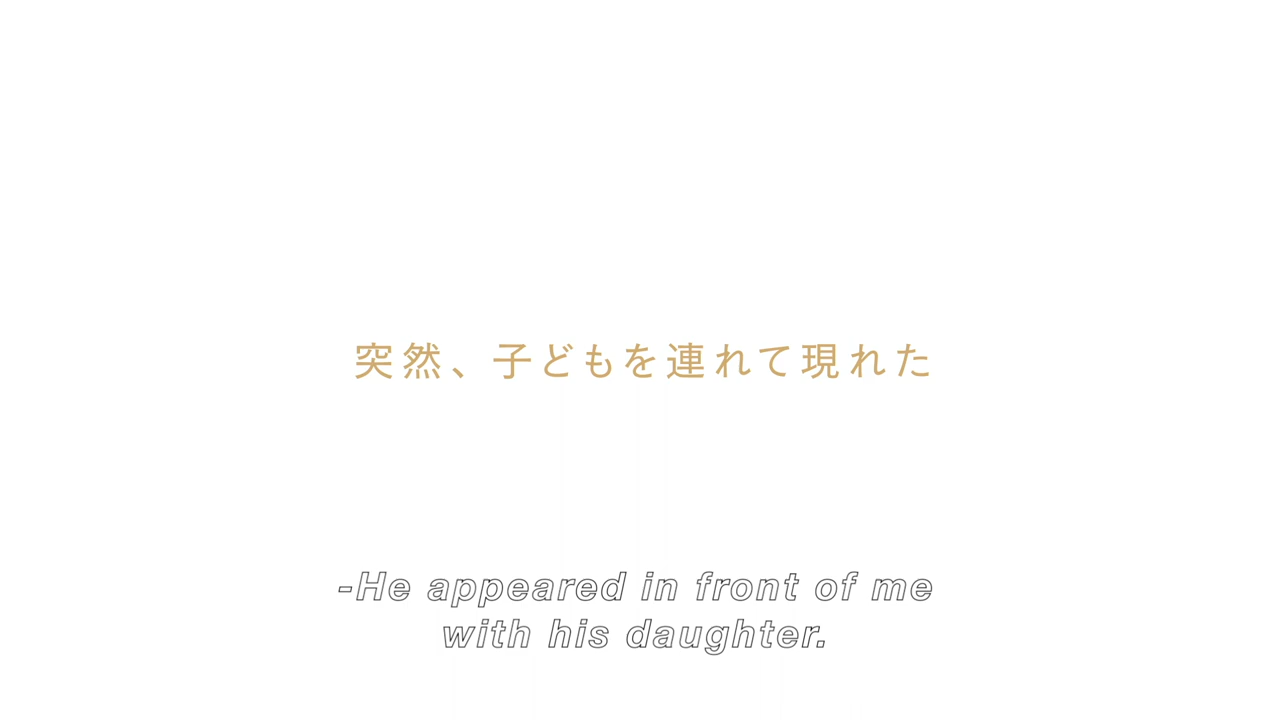 突然、子どもを連れて現れた
-He appeared in front of me
with his daughter.